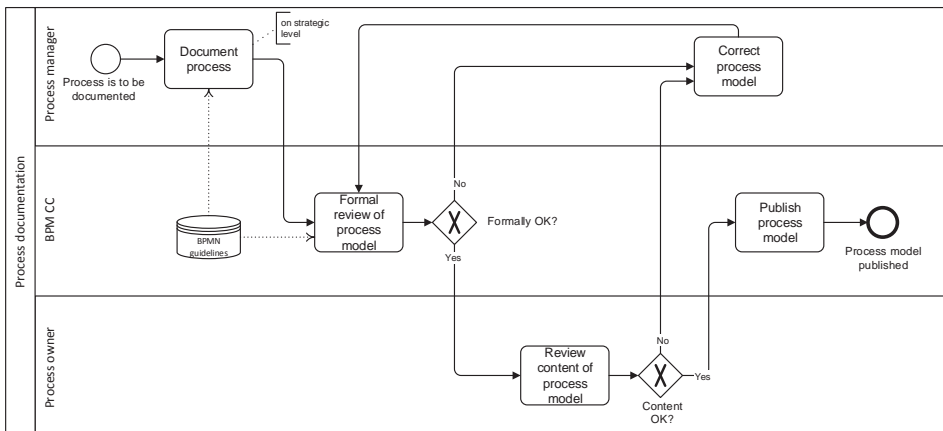 Process documentation
Process manager
Process is to be
documented
Document
process
on strategic
level
Correct
process
model
BPM CC
BPMN
guidelines
Formal
review of
process
model
No
Formally OK?
Yes
Publish
process
model
Process model
published
Process owner
Review
content of
process
model
No
Yes
Content
OK?